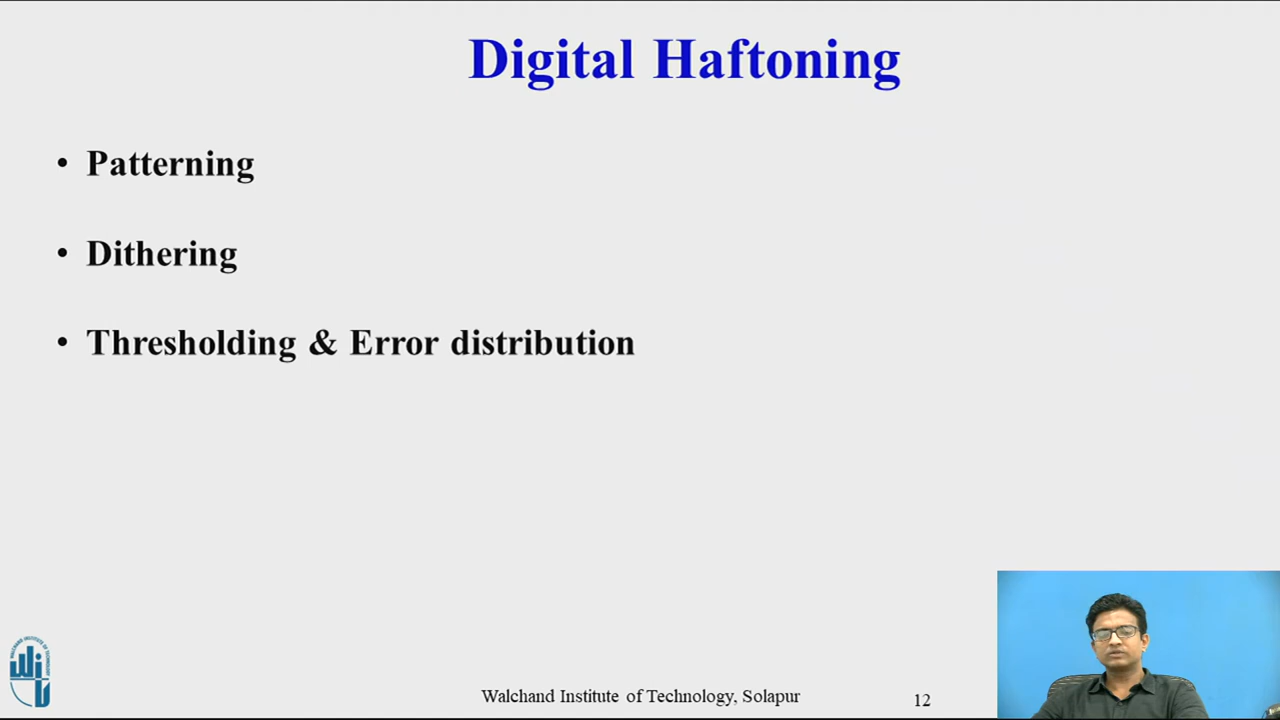 Digital Haftoning
• Patterning
• Dithering
• Thresholding & Error distribution
Walchand Institute of Technology, Solapur
12